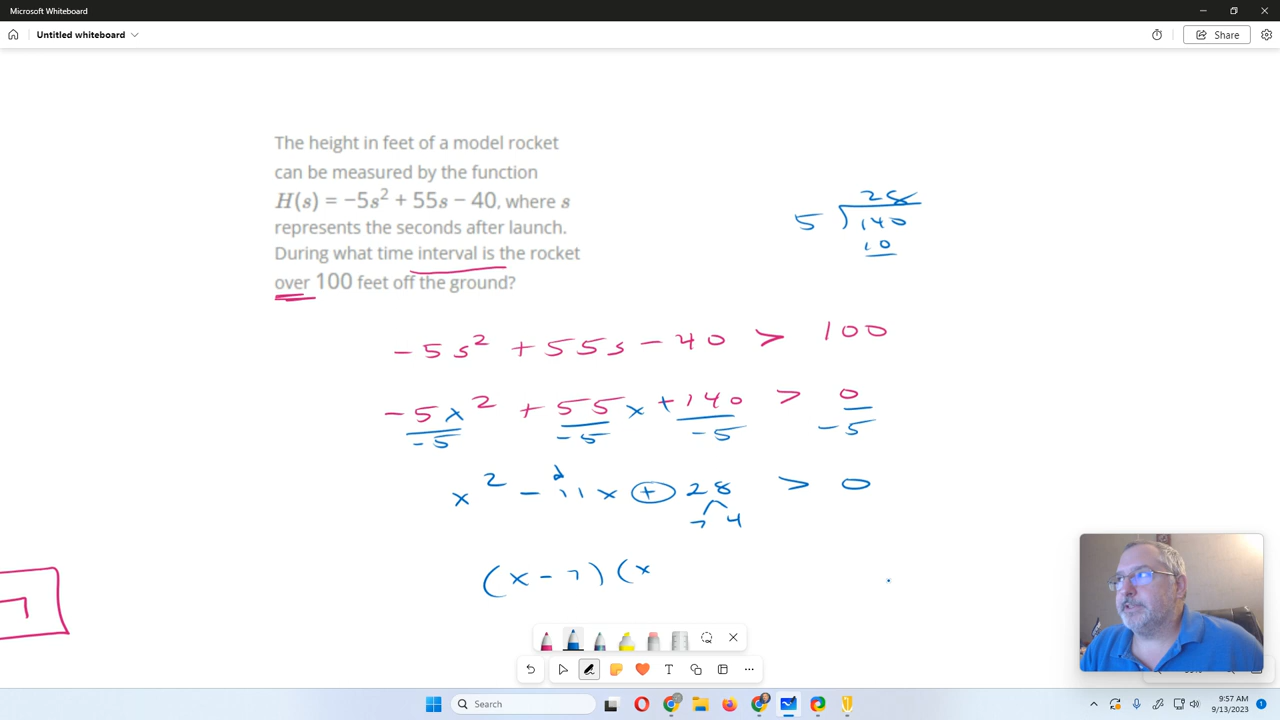 Microsoft Whiteboard
Untitled whiteboard
Share
The height in feet of a model rocket
can be measured by the function
H(s) = −5s² + 55s − 40, where s
represents the seconds after launch.
During what time interval is the rocket
over 100 feet off the ground?
28
5 140
10
-5s² + 55s - 40 > 100
-5x² + 55x + 140 > 0
-5 -5 -5 -5
x² - 11x + 28 > 0
7 4
(x - 7) (x
T
Search
9:57 AM
9/13/2023